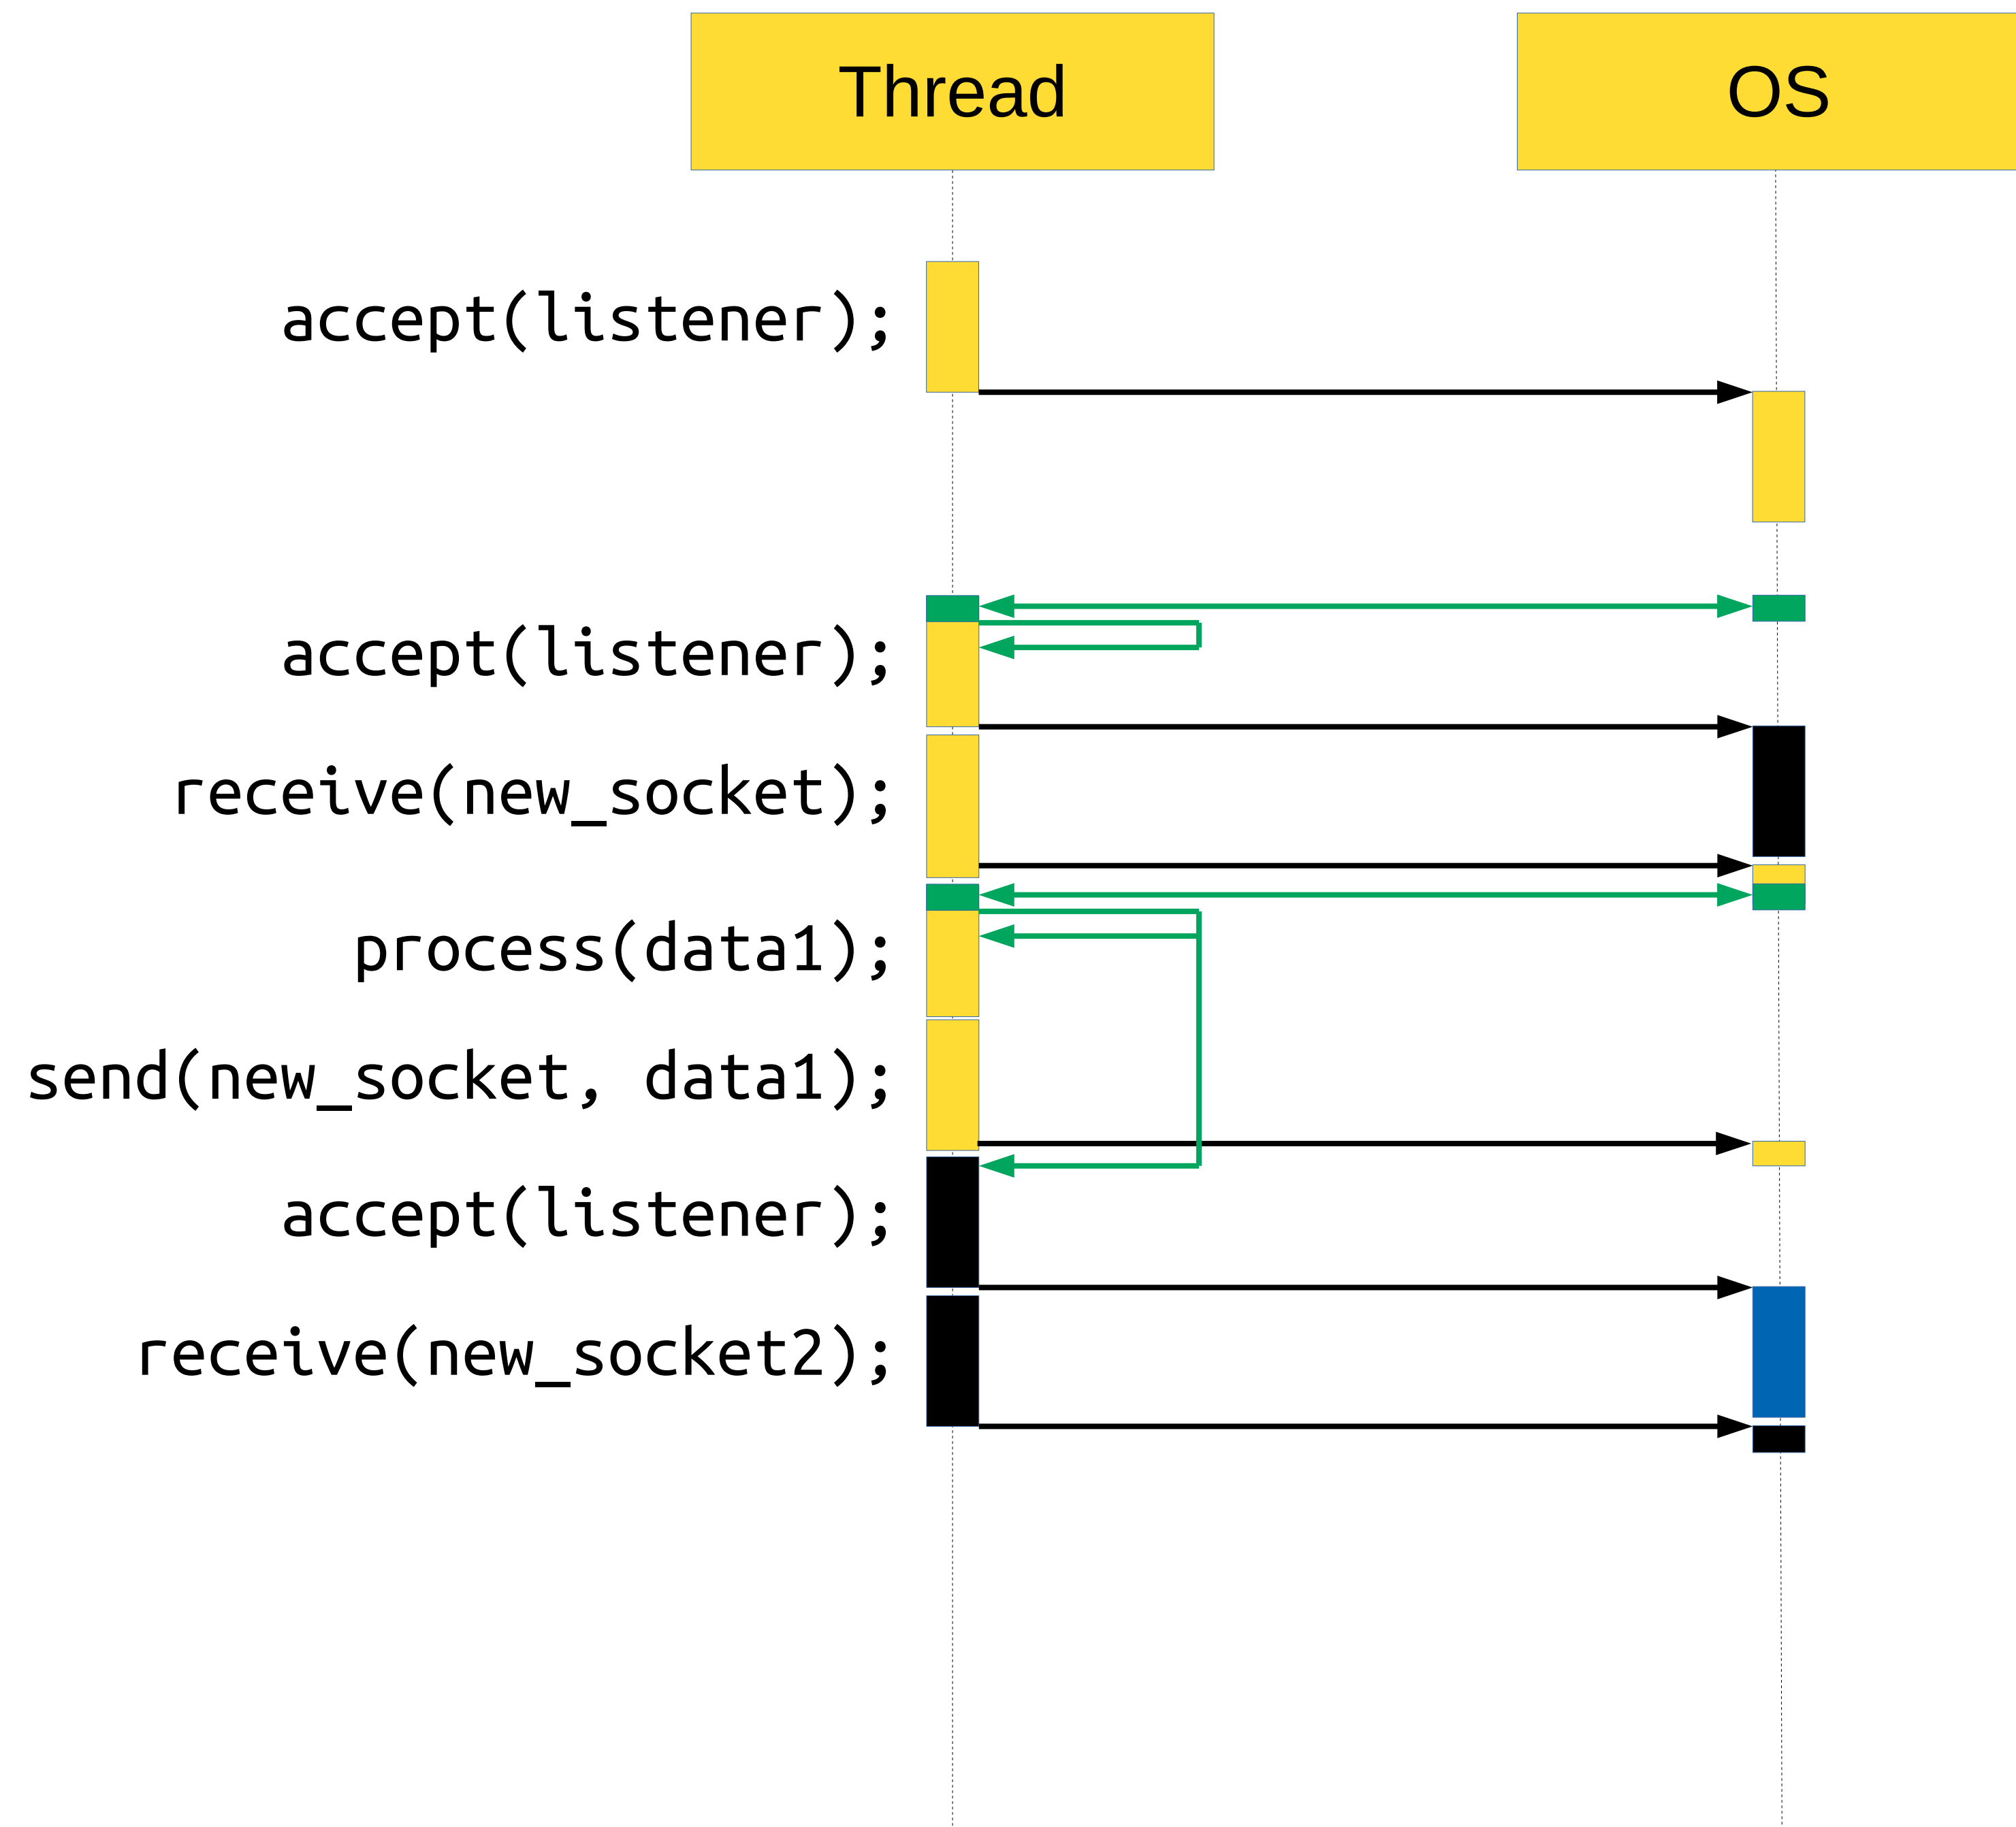 Thread
OS
accept(listener);
accept(listener);
receive(new_socket);
process(data1);
send(new_socket, data1);
accept(listener);
receive(new_socket2);